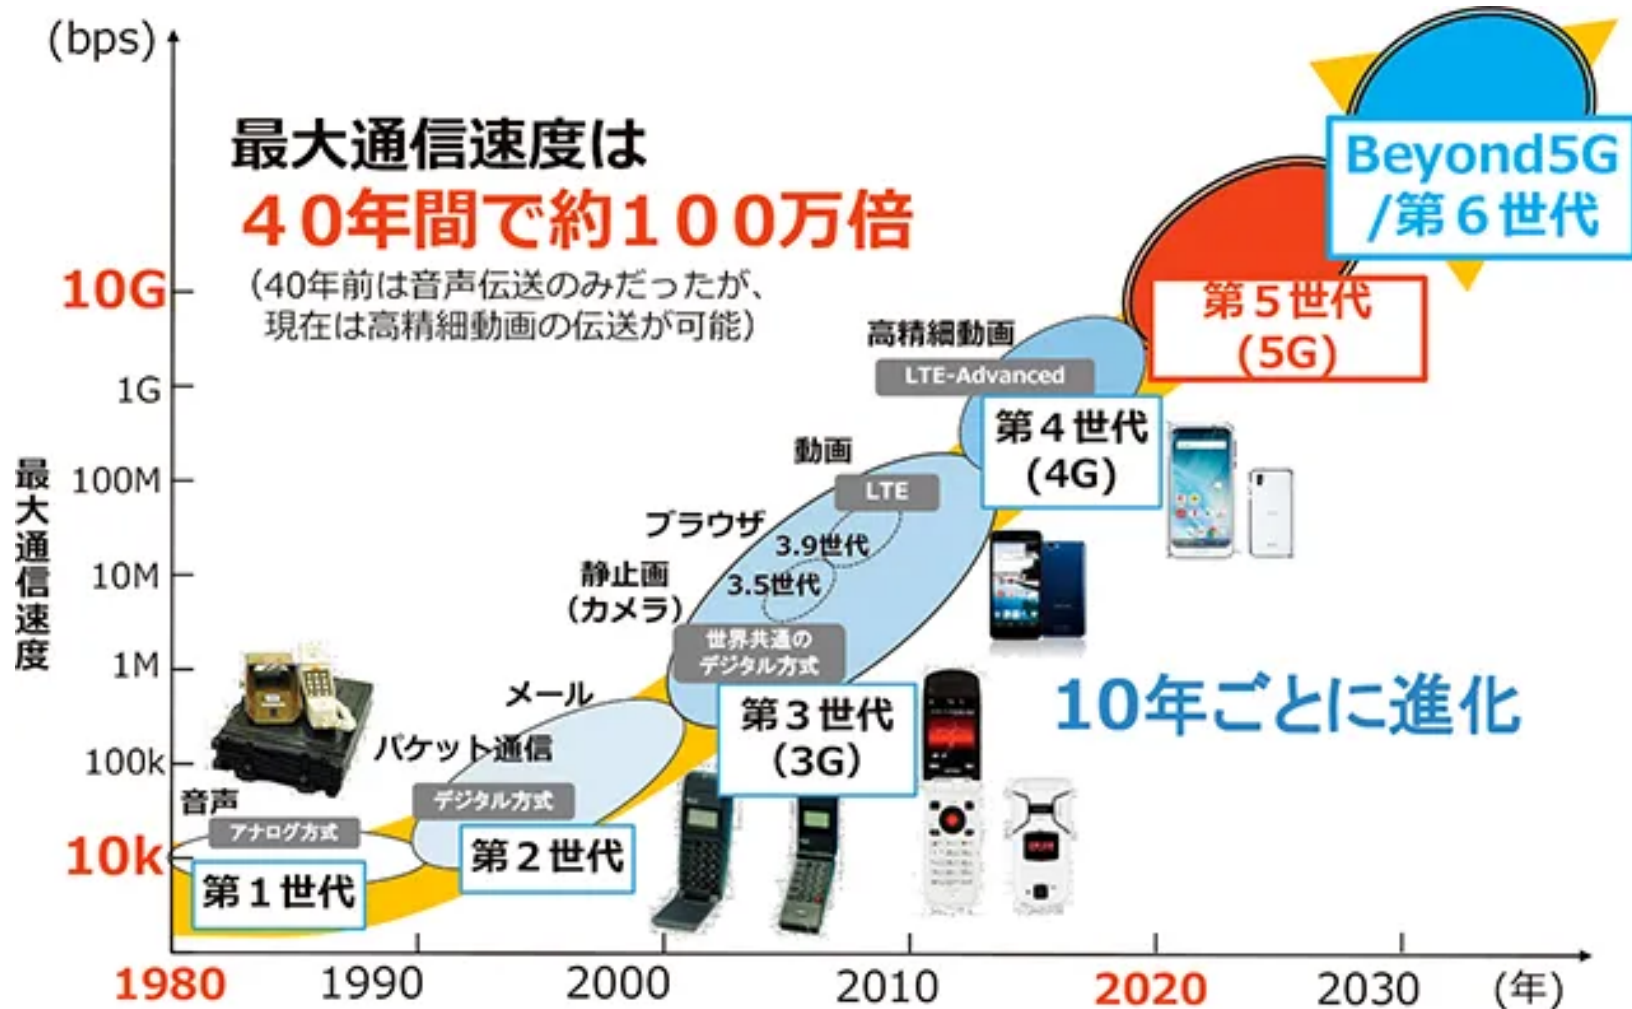 (bps)
最大通信速度は
４０年間で約１００万倍
（40年前は音声伝送のみだったが、
現在は高精細動画の伝送が可能）
Beyond5G
/第６世代
10G
第５世代
(5G)
高精細動画
LTE-Advanced
1G
第４世代
(4G)
動画
LTE
100M
最大通信速度
ブラウザ
3.9世代
静止画
（カメラ）
3.5世代
10M
世界共通の
デジタル方式
1M
メール
第３世代
（3G）
10年ごとに進化
パケット通信
100k
音声
デジタル方式
アナログ方式
10k
第２世代
第１世代
1980
1990
2000
2010
2020
2030
(年)